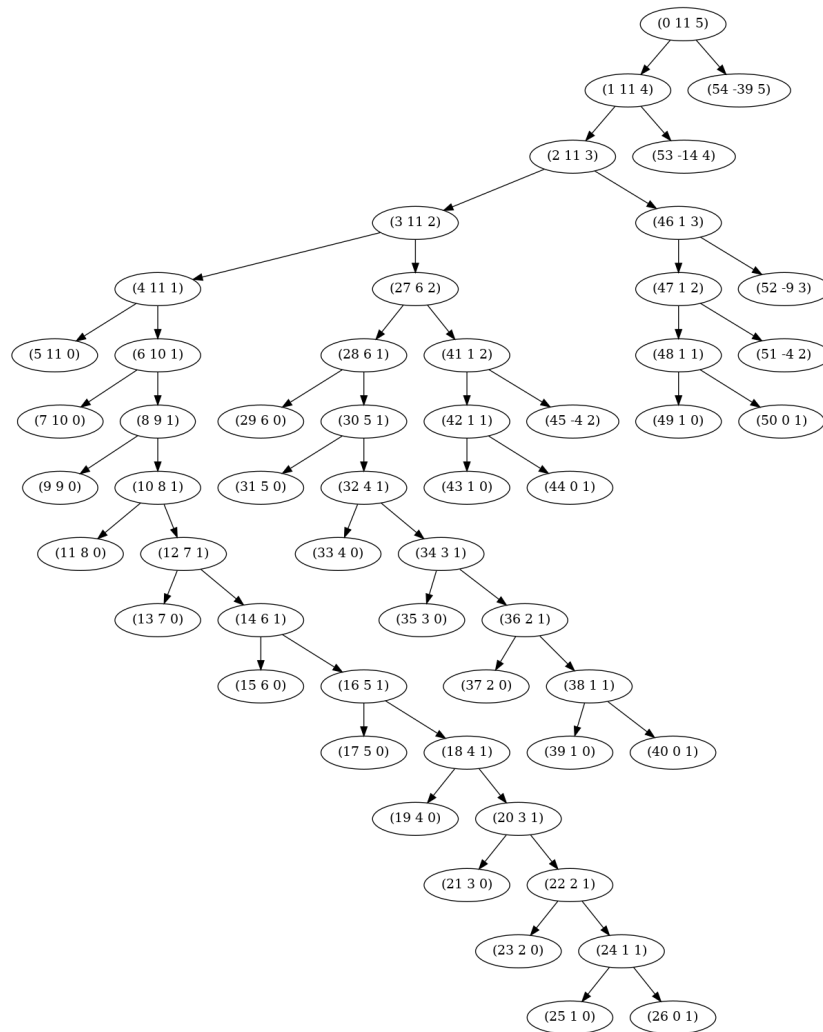 (0 11 5)
(1 11 4)
(54 -39 5)
(2 11 3)
(53 -14 4)
(3 11 2)
(46 1 3)
(4 11 1)
(27 6 2)
(47 1 2)
(52 -9 3)
(5 11 0)
(6 10 1)
(28 6 1)
(41 1 2)
(48 1 1)
(51 -4 2)
(7 10 0)
(8 9 1)
(29 6 0)
(30 5 1)
(42 1 1)
(45 -4 2)
(49 1 0)
(50 0 1)
(9 9 0)
(10 8 1)
(31 5 0)
(32 4 1)
(43 1 0)
(44 0 1)
(11 8 0)
(12 7 1)
(33 4 0)
(34 3 1)
(13 7 0)
(14 6 1)
(35 3 0)
(36 2 1)
(15 6 0)
(16 5 1)
(37 2 0)
(38 1 1)
(17 5 0)
(18 4 1)
(39 1 0)
(40 0 1)
(19 4 0)
(20 3 1)
(21 3 0)
(22 2 1)
(23 2 0)
(24 1 1)
(25 1 0)
(26 0 1)